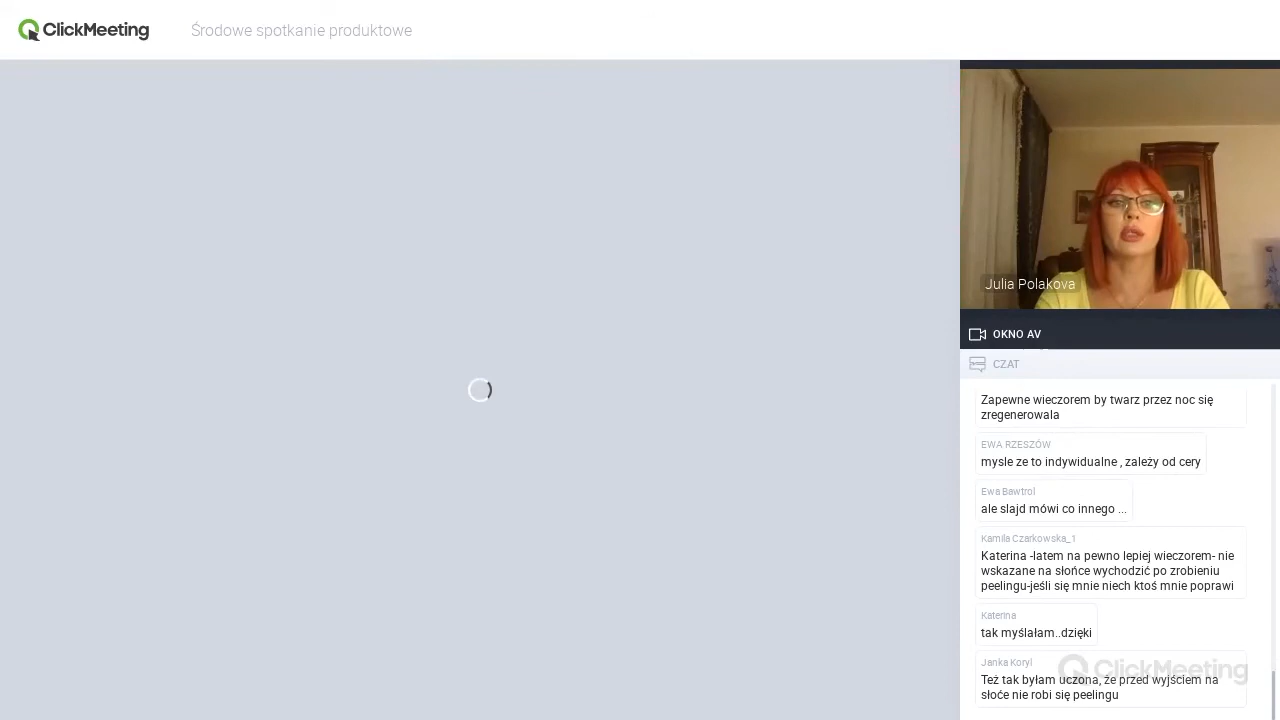 ClickMeeting
Środowe spotkanie produktowe
Julia Polakova
OKNO AV
CZAT
Zapewne wieczorem by twarz przez noc się
zregenerowala
EWA RZESZÓW
mysle ze to indywidualne , zależy od cery
Ewa Bawtrol
ale slajd mówi co innego ...
Kamila Czarkowska_1
Katerina -latem na pewno lepiej wieczorem- nie
wskazane na słońce wychodzić po zrobieniu
peelingu-jeśli się mnie niech ktoś mnie poprawi
Katerina
tak myślałam..dzięki
Janka Koryl
ClickMeeting
Też tak byłam uczona, że przed wyjściem na
słoće nie robi się peelingu